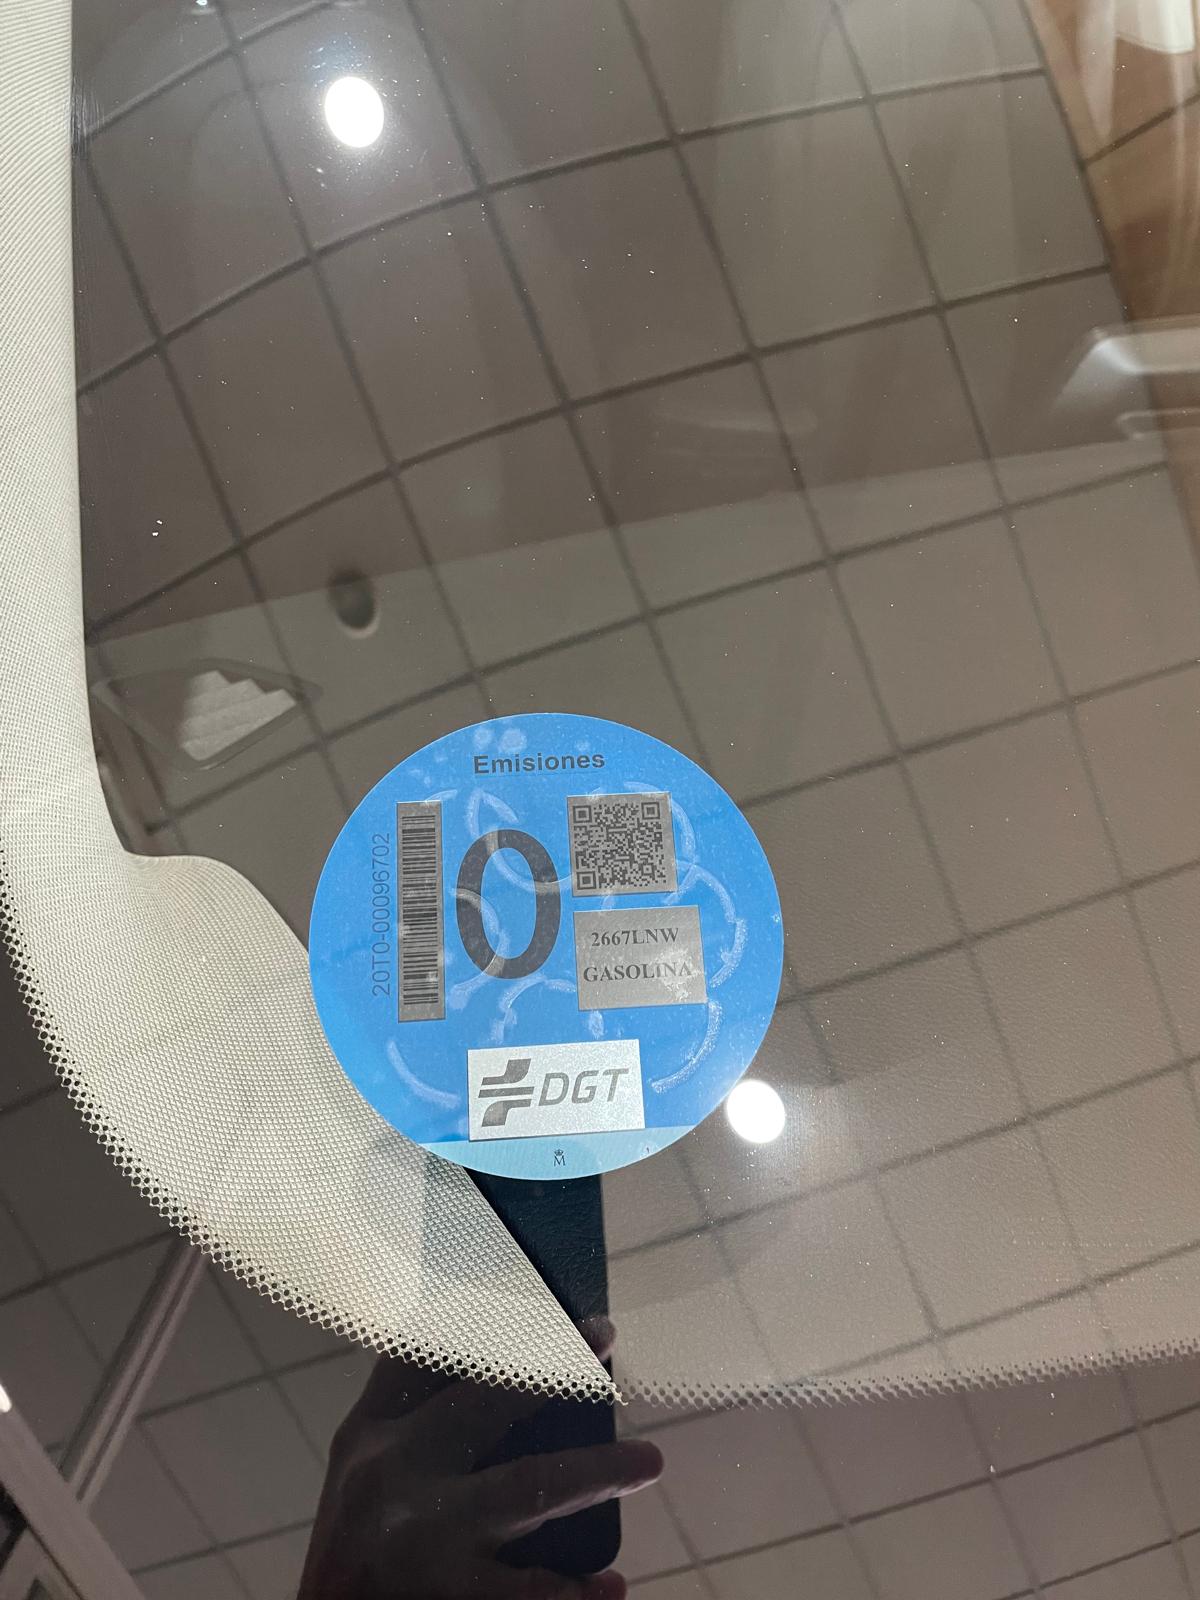 Emisiones
20T0-00096702
0
2667LNW
GASOLINA
DGT
M